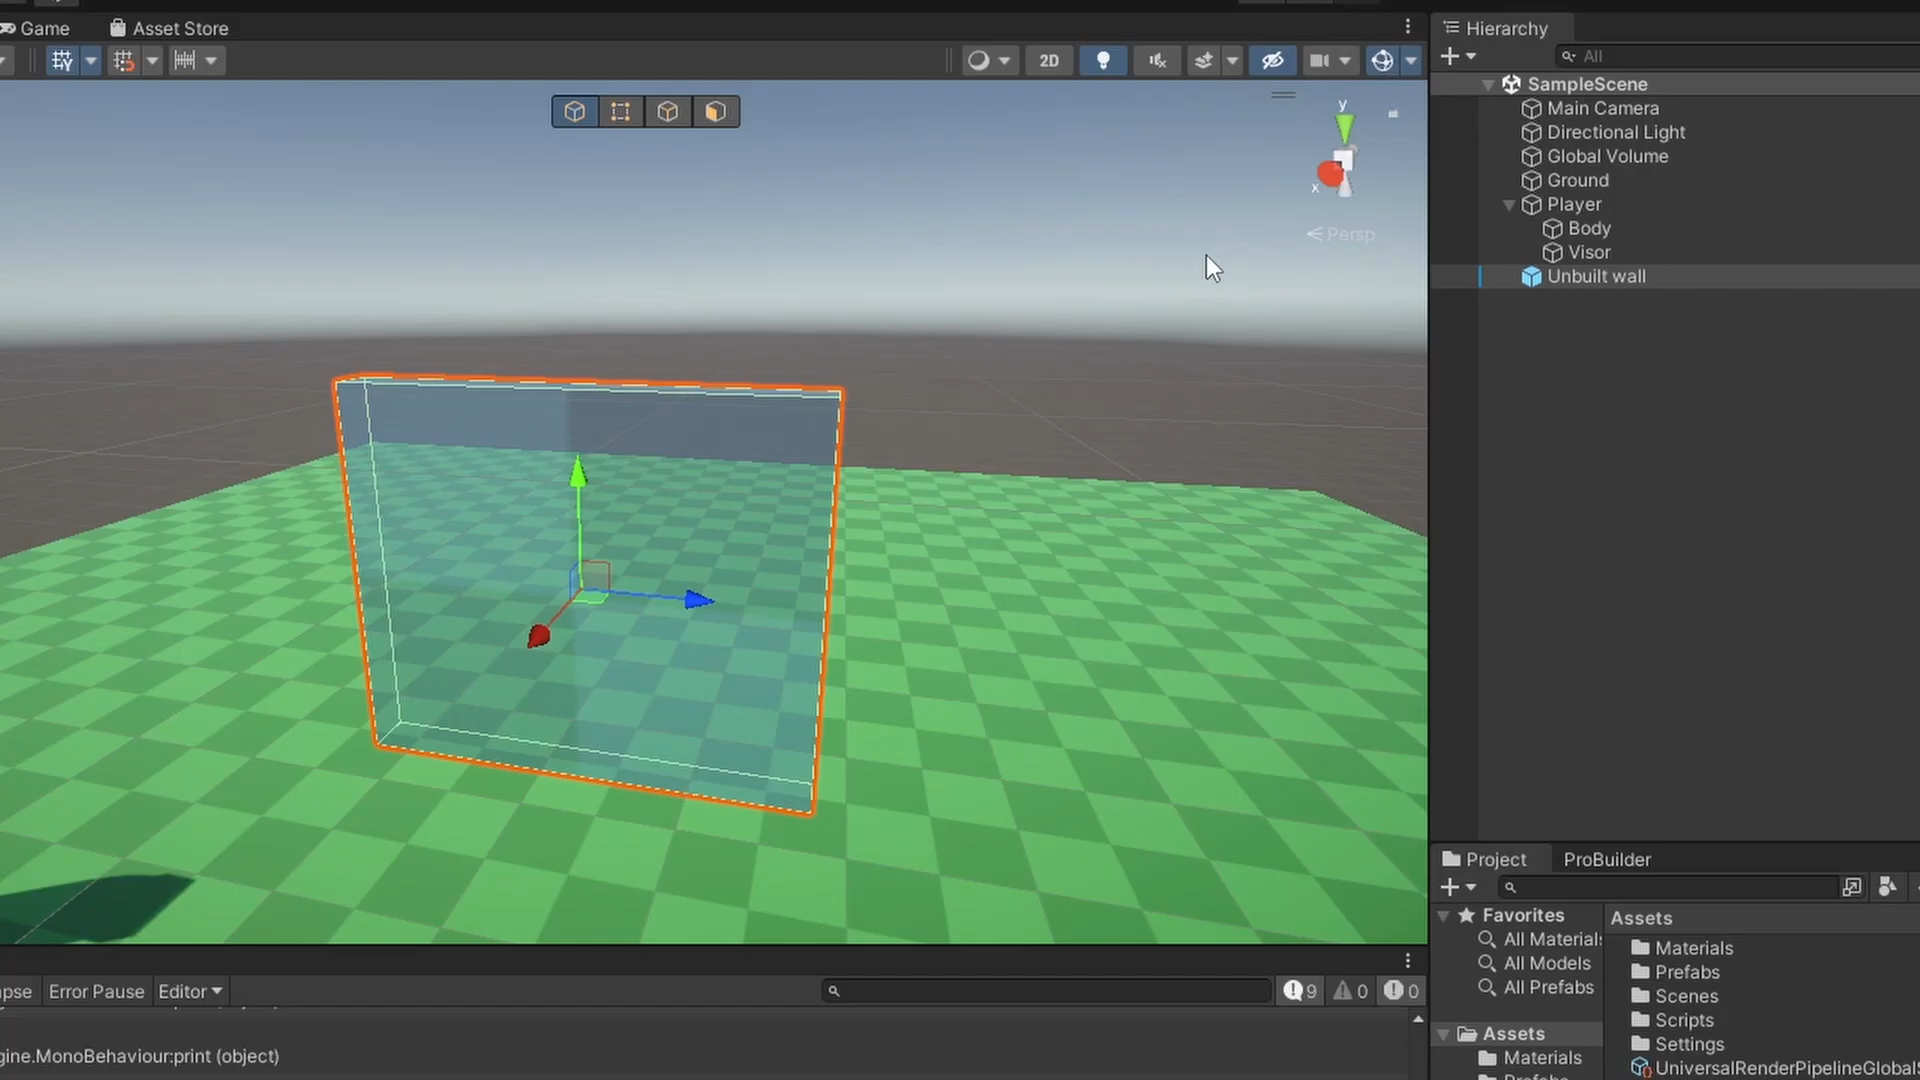 Game
Asset Store
2D
y
x
Persp
Hierarchy
All
SampleScene
Main Camera
Directional Light
Global Volume
Ground
Player
Body
Visor
Unbuilt wall
Project
ProBuilder
Favorites
All Materials
All Models
All Prefabs
Assets
Materials
Assets
Materials
Prefabs
Scenes
Scripts
Settings
UniversalRenderPipelineGlobalS
pse
Error Pause
Editor
9
0
0
gine.MonoBehaviour:print (object)